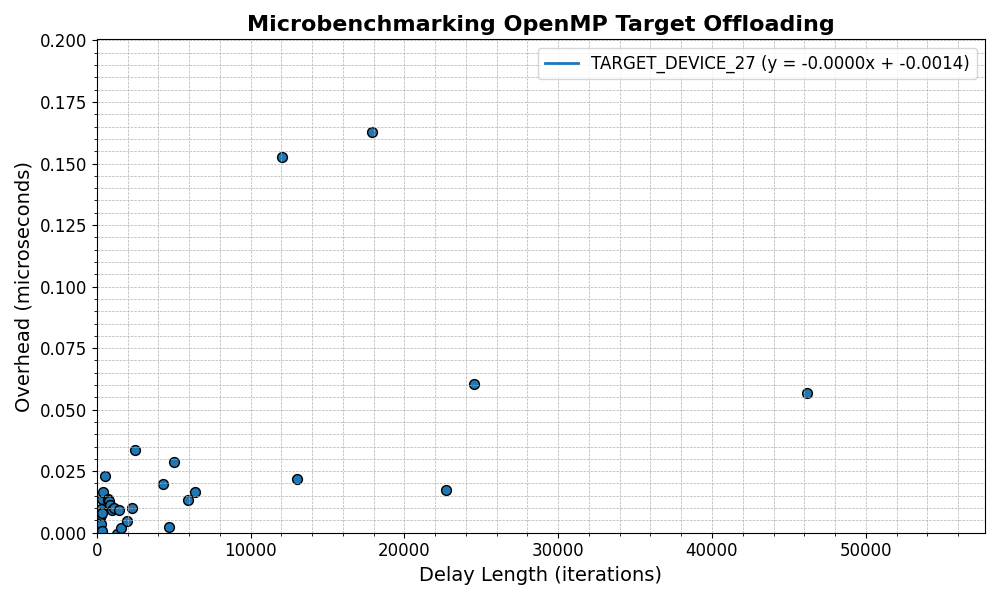 Microbenchmarking OpenMP Target Offloading
TARGET_DEVICE_27 (y = -0.0000x + -0.0014)
0.200
0.175
0.150
0.125
0.100
0.075
0.050
0.025
0.000
Overhead (microseconds)
0 10000 20000 30000 40000 50000
Delay Length (iterations)